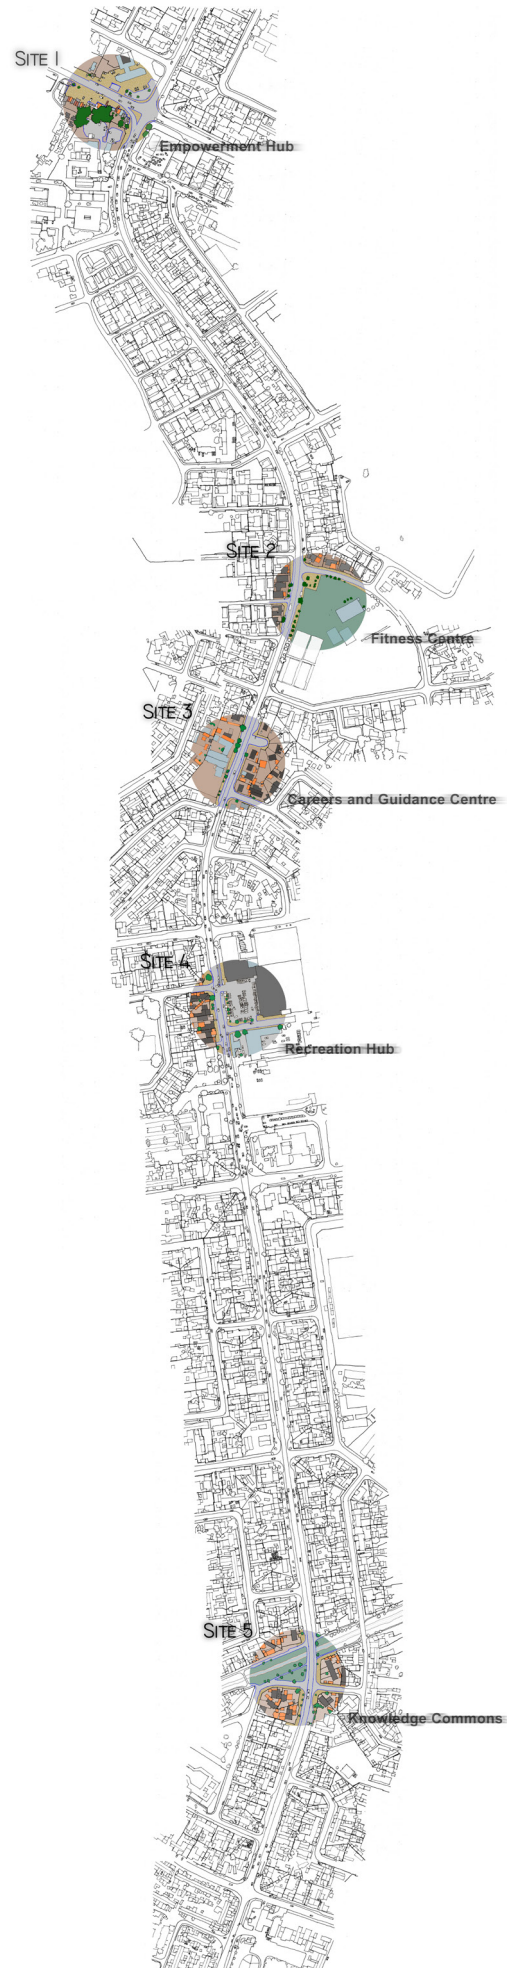 Site 1
Empowerment Hub
Site 2
Fitness Centre
Site 3
Careers and Guidance Centre
Site 4
Recreation Hub
Site 5
Knowledge Commons